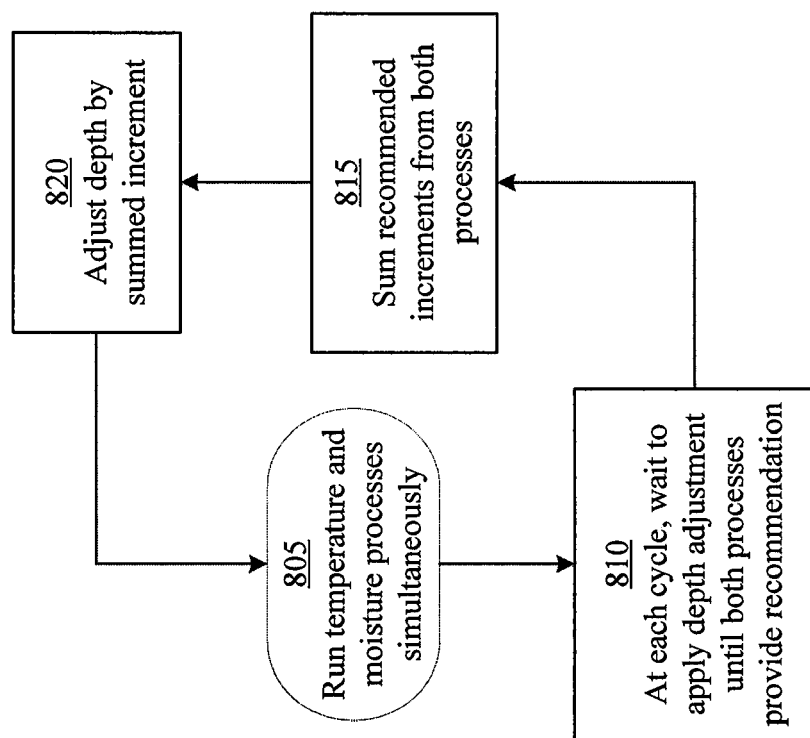 805
Run temperature and
moisture processes
simultaneously
810
At each cycle, wait to
apply depth adjustment
until both processes
provide recommendation
815
Sum recommended
increments from both
processes
820
Adjust depth by
summed increment